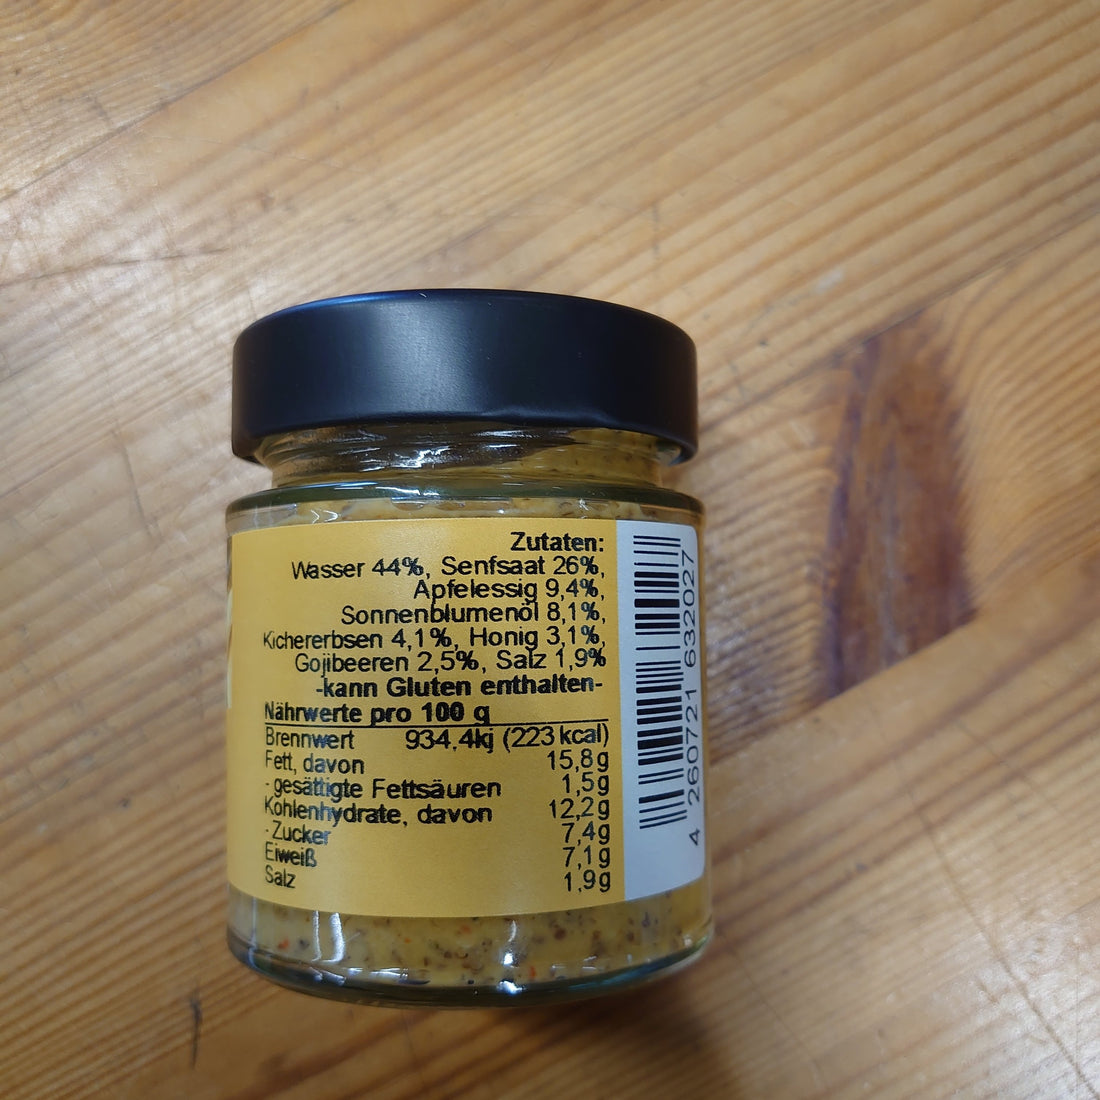 Zutaten:
Wasser 44%, Senfsaat 26%,
Apfelessig 9,4%,
Sonnenblumenöl 8,1%,
Kichererbsen 4,1%, Honig 3,1%,
Gojibeeren 2,5%, Salz 1,9%
-kann Gluten enthalten-
Nährwerte pro 100 g
Brennwert 934,4kj (223 kcal)
Fett, davon 15,8g
- gesättigte Fettsäuren 1,5g
Kohlenhydrate, davon 12,2g
- Zucker 7,4g
Eiweiß 7,1g
Salz 1,9g
4 260721 632027